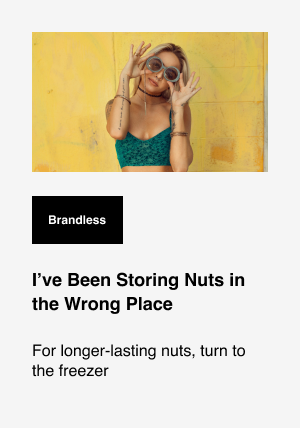 Brandless
I’ve Been Storing Nuts in
the Wrong Place
For longer-lasting nuts, turn to
the freezer